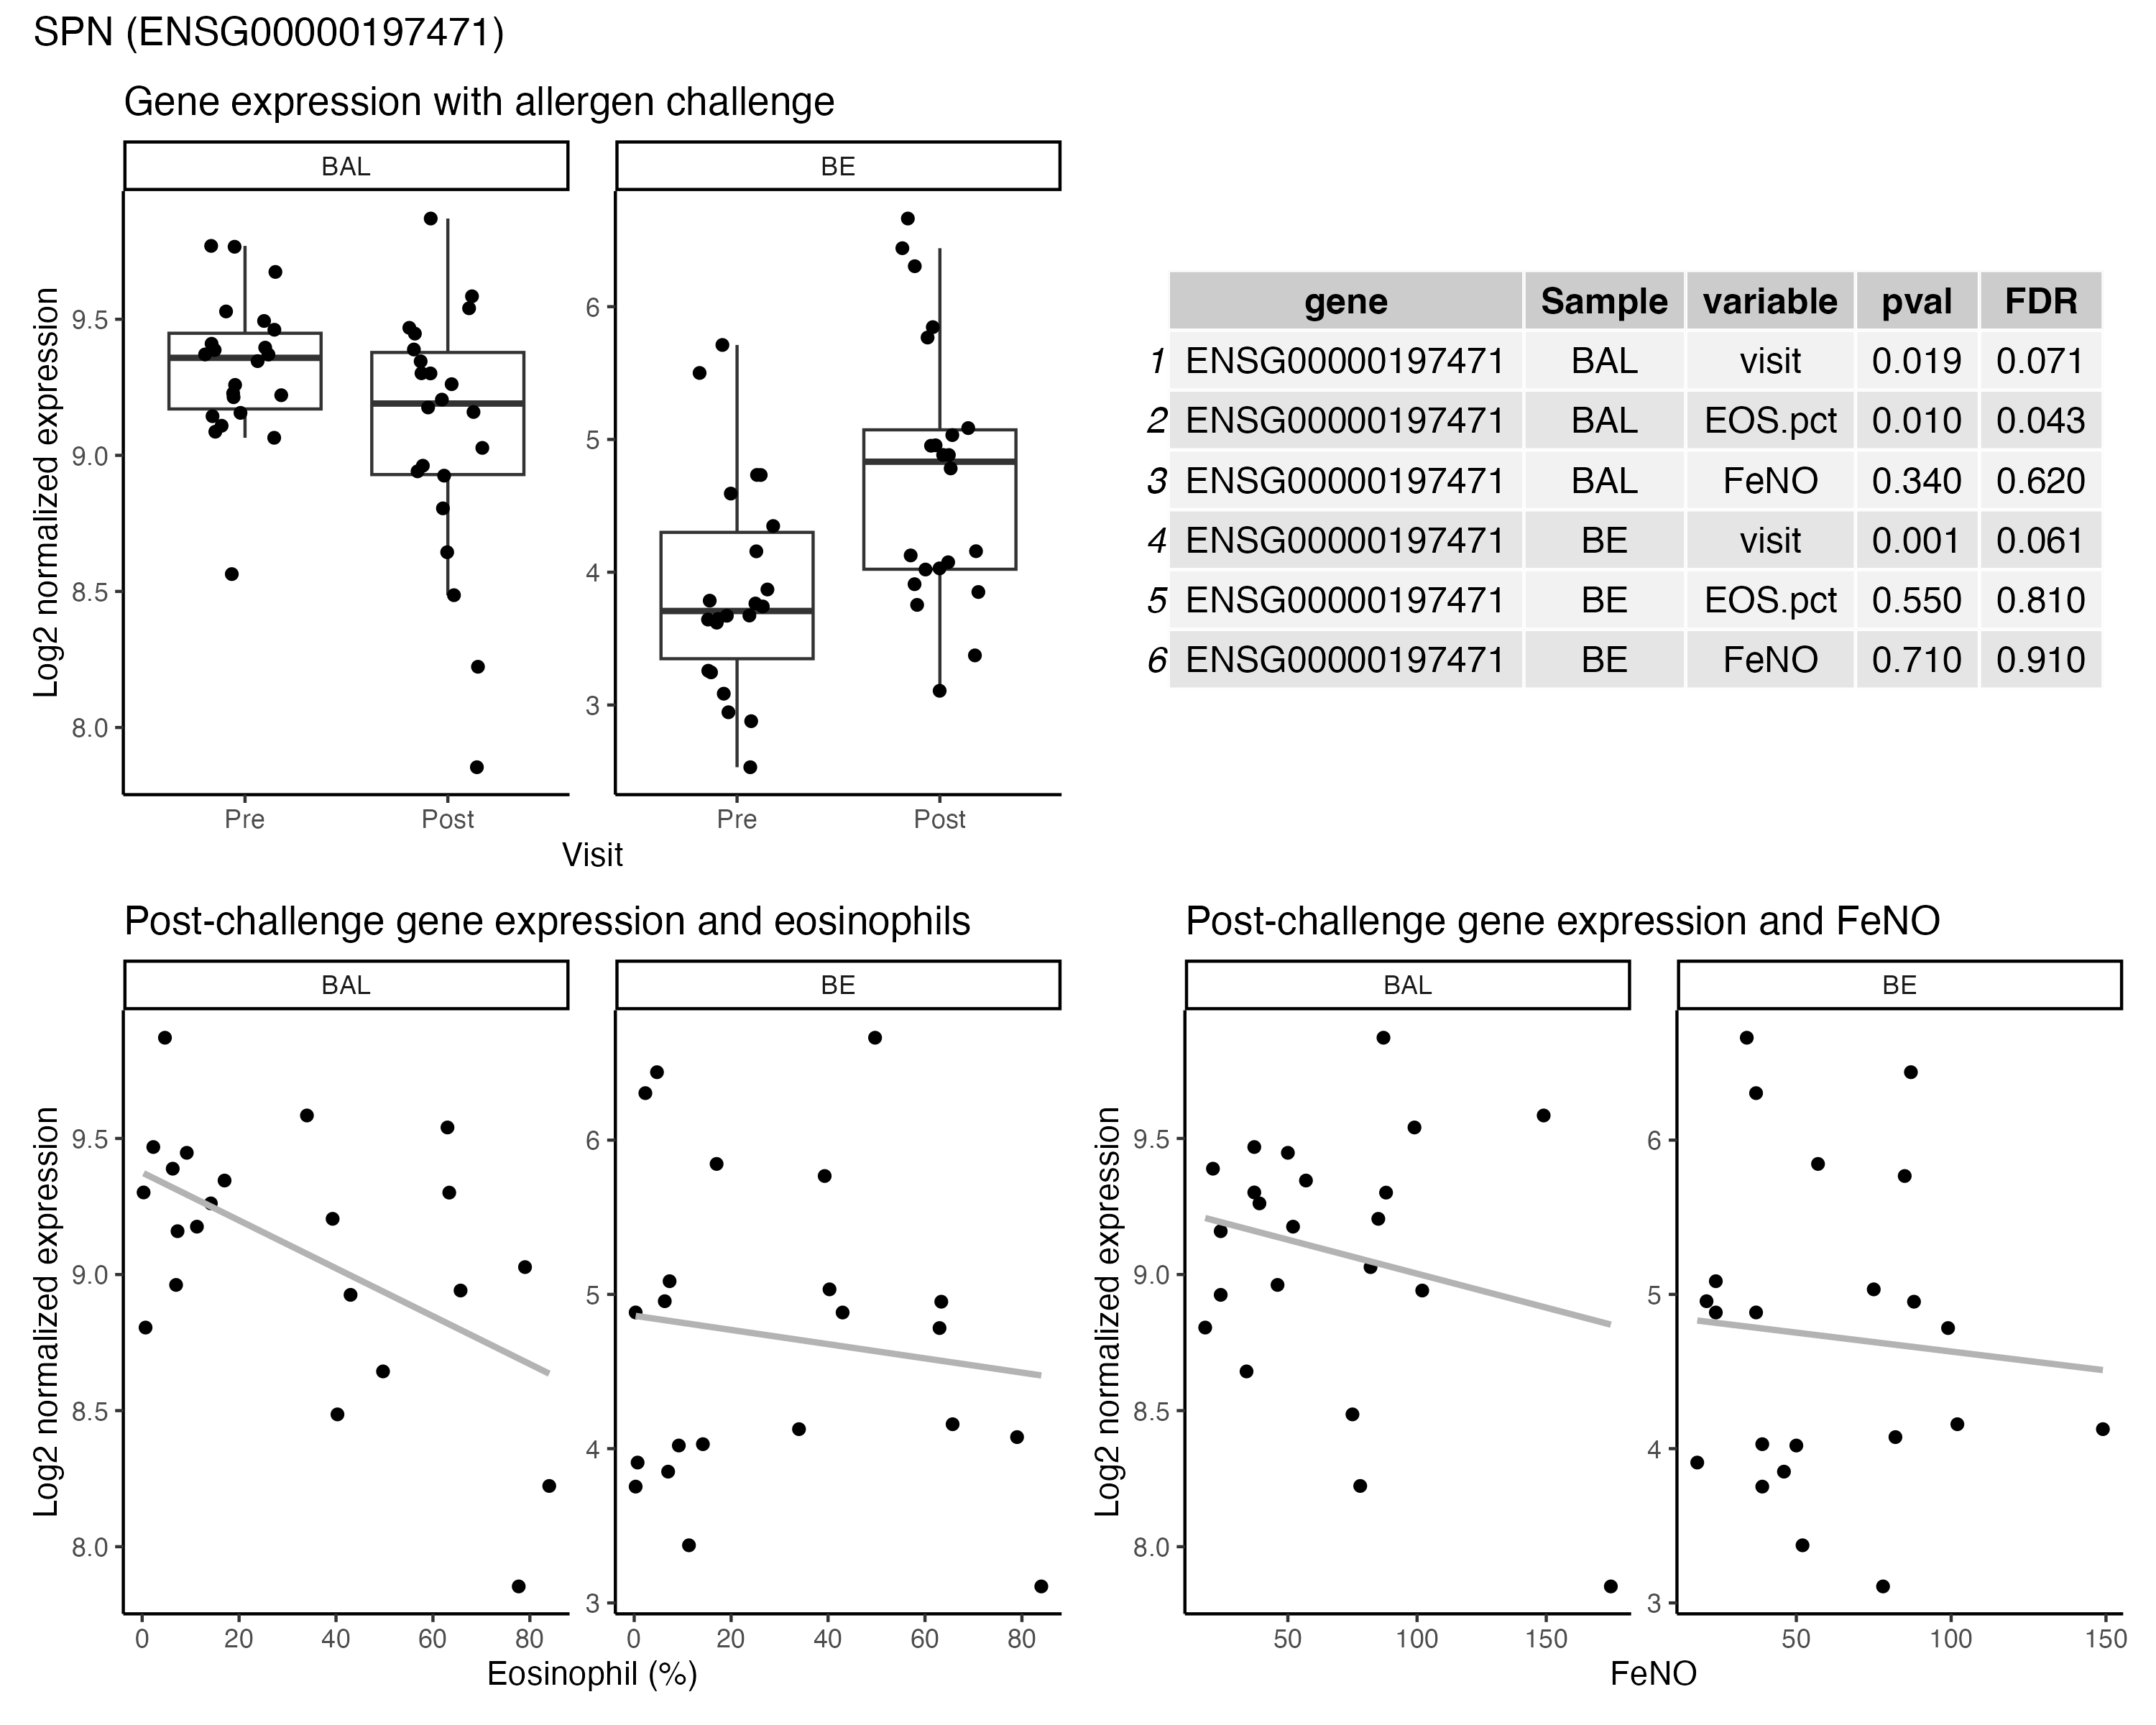 SPN (ENSG00000197471)
Gene expression with allergen challenge
BAL
BE
Log2 normalized expression
9.5
9.0
8.5
8.0
6
5
4
3
Pre
Post
Pre
Post
Visit
gene Sample variable pval FDR
1 ENSG00000197471 BAL visit 0.019 0.071
2 ENSG00000197471 BAL EOS.pct 0.010 0.043
3 ENSG00000197471 BAL FeNO 0.340 0.620
4 ENSG00000197471 BE visit 0.001 0.061
5 ENSG00000197471 BE EOS.pct 0.550 0.810
6 ENSG00000197471 BE FeNO 0.710 0.910
Post-challenge gene expression and eosinophils
BAL
BE
Log2 normalized expression
9.5
9.0
8.5
8.0
6
5
4
3
0 20 40 60 80
0 20 40 60 80
Eosinophil (%)
Post-challenge gene expression and FeNO
BAL
BE
Log2 normalized expression
9.5
9.0
8.5
8.0
6
5
4
3
50 100 150
50 100 150
FeNO